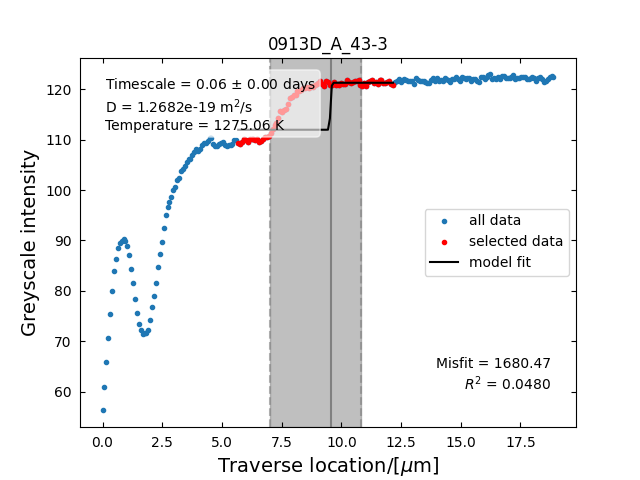 0913D_A_43-3
Timescale = 0.06 ± 0.00 days
D = 1.2682e-19 m²/s
Temperature = 1275.06 K
120
110
100
90
80
70
60
Greyscale intensity
all data
selected data
model fit
Misfit = 1680.47
R² = 0.0480
0.0 2.5 5.0 7.5 10.0 12.5 15.0 17.5
Traverse location/[μm]